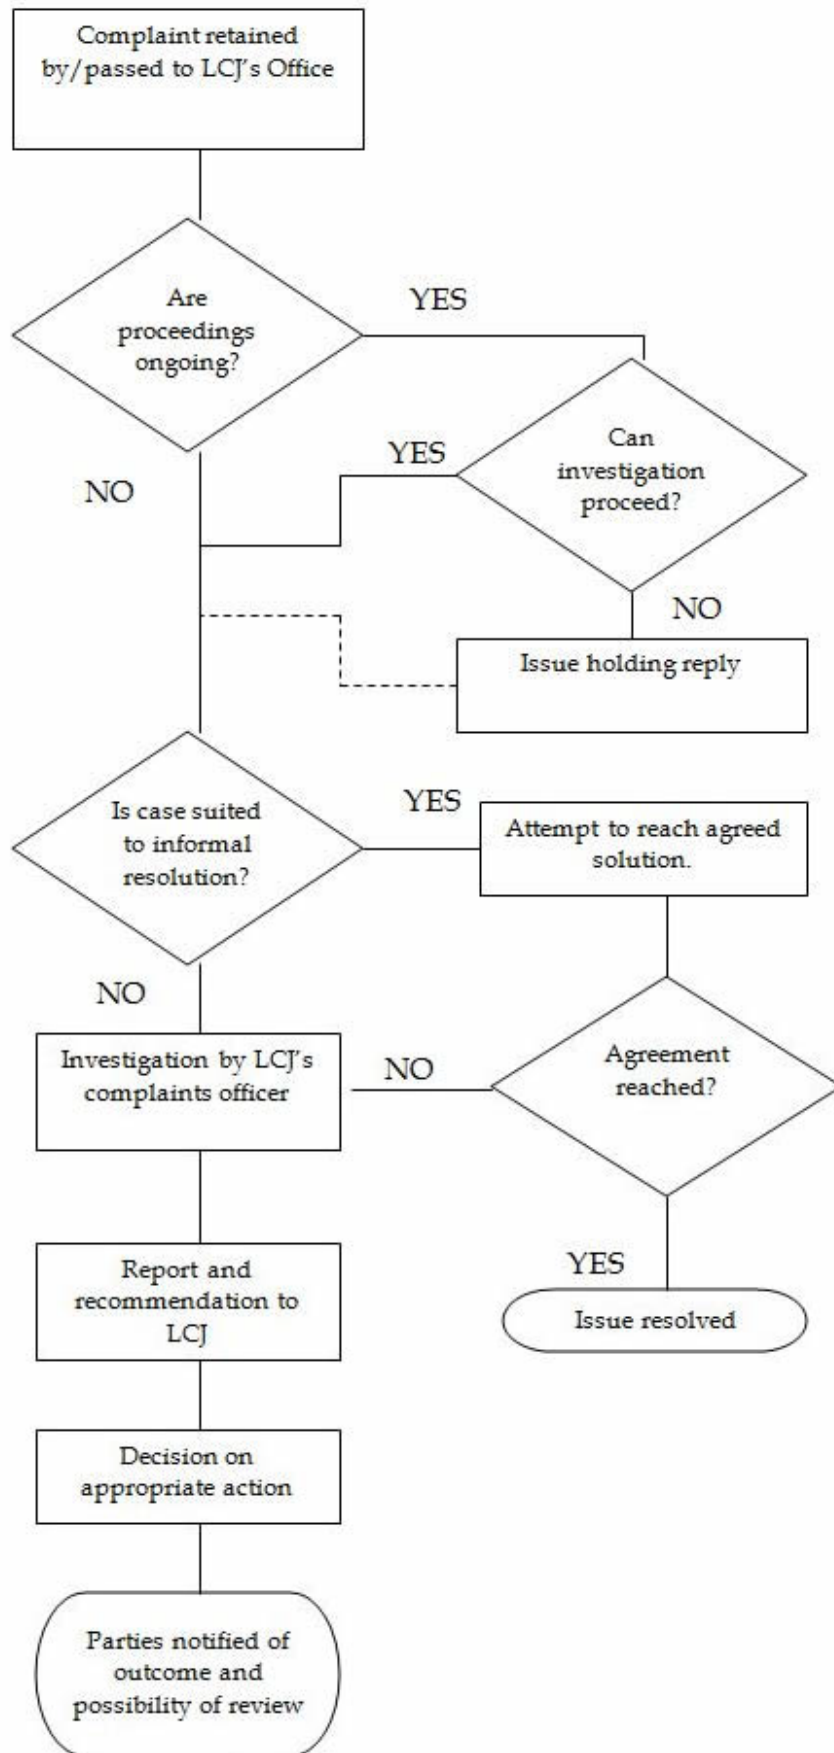 Complaint retained
by/passed to LCJ's Office
Are
proceedings
ongoing?
YES
Can
investigation
proceed?
YES
NO
NO
Issue holding reply
Is case suited
to informal
resolution?
YES
Attempt to reach agreed
solution.
NO
Agreement
reached?
NO
Investigation by LCJ's
complaints officer
YES
Issue resolved
Report and
recommendation to
LCJ
Decision on
appropriate action
Parties notified of
outcome and
possibility of review